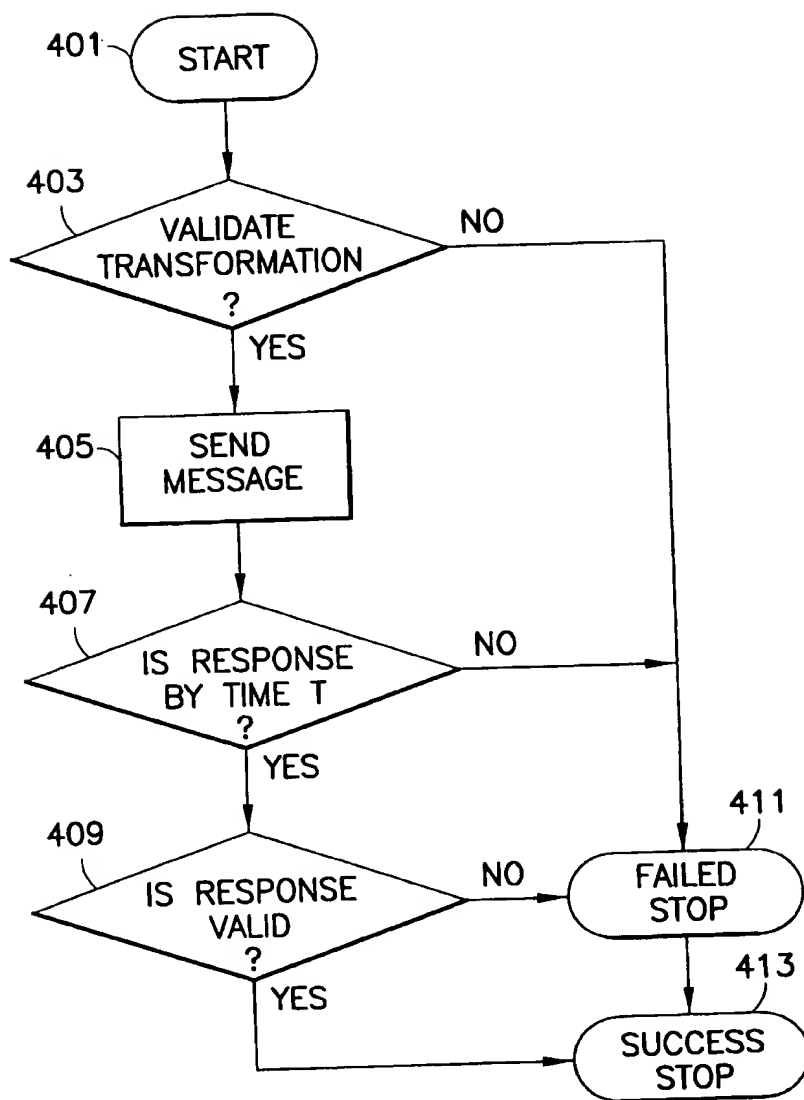 401
START
403
VALIDATE
TRANSFORMATION
?
NO
YES
405
SEND
MESSAGE
407
IS RESPONSE
BY TIME T
?
NO
YES
409
IS RESPONSE
VALID
?
NO
YES
411
FAILED
STOP
413
SUCCESS
STOP